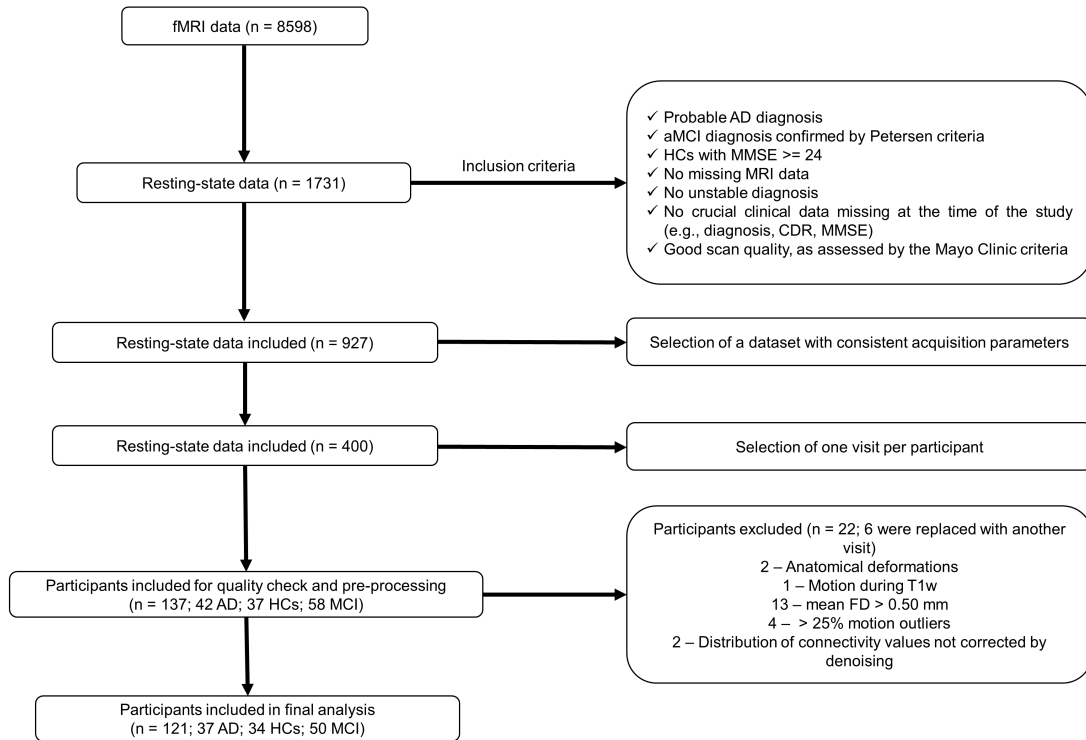 fMRI data (n = 8598)
Resting-state data (n = 1731)
Inclusion criteria
✓ Probable AD diagnosis
✓ aMCI diagnosis confirmed by Petersen criteria
✓ HCs with MMSE >= 24
✓ No missing MRI data
✓ No unstable diagnosis
✓ No crucial clinical data missing at the time of the study
(e.g., diagnosis, CDR, MMSE)
✓ Good scan quality, as assessed by the Mayo Clinic criteria
Resting-state data included (n = 927)
Selection of a dataset with consistent acquisition parameters
Resting-state data included (n = 400)
Selection of one visit per participant
Participants included for quality check and pre-processing
(n = 137; 42 AD; 37 HCs; 58 MCI)
Participants excluded (n = 22; 6 were replaced with another
visit)
2 – Anatomical deformations
1 – Motion during T1w
13 – mean FD > 0.50 mm
4 – > 25% motion outliers
2 – Distribution of connectivity values not corrected by
denoising
Participants included in final analysis
(n = 121; 37 AD; 34 HCs; 50 MCI)